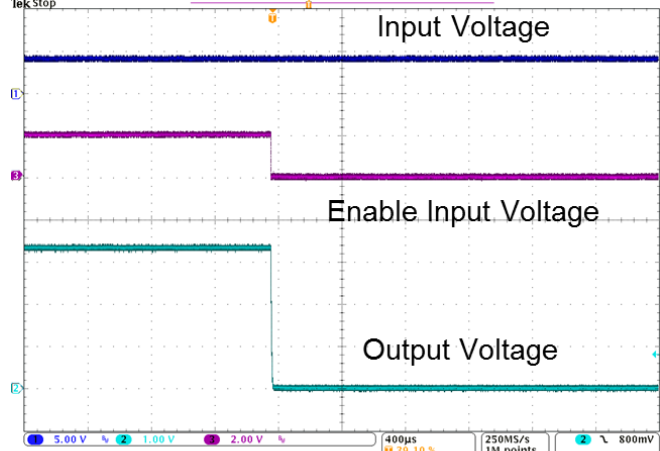 Tek Stop
Input Voltage
1
3
Enable Input Voltage
Output Voltage
2
1 5.00 V 2 1.00 V 3 2.00 V 400µs 250MS/s 2 800mV
1M points